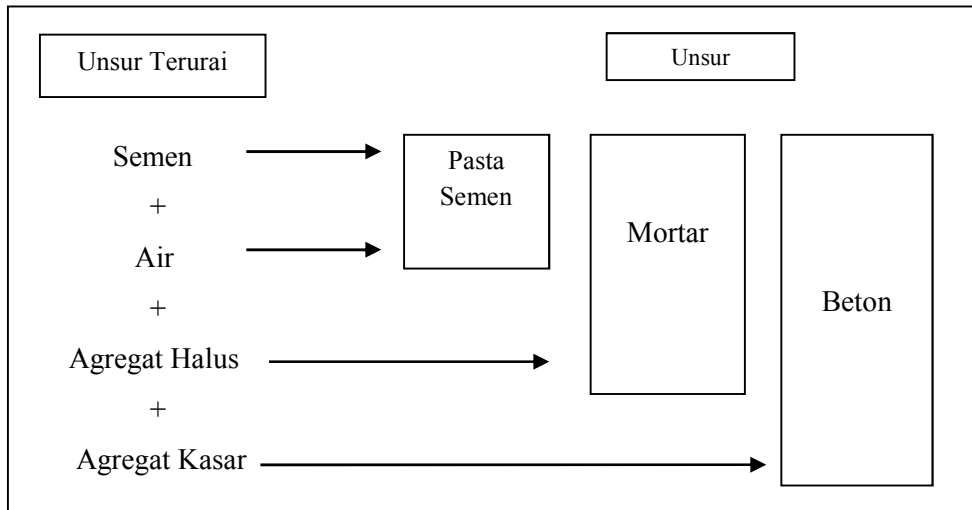 Unsur Terurai
Unsur
Semen
+
Air
+
Agregat Halus
+
Agregat Kasar
Pasta
Semen
Mortar
Beton